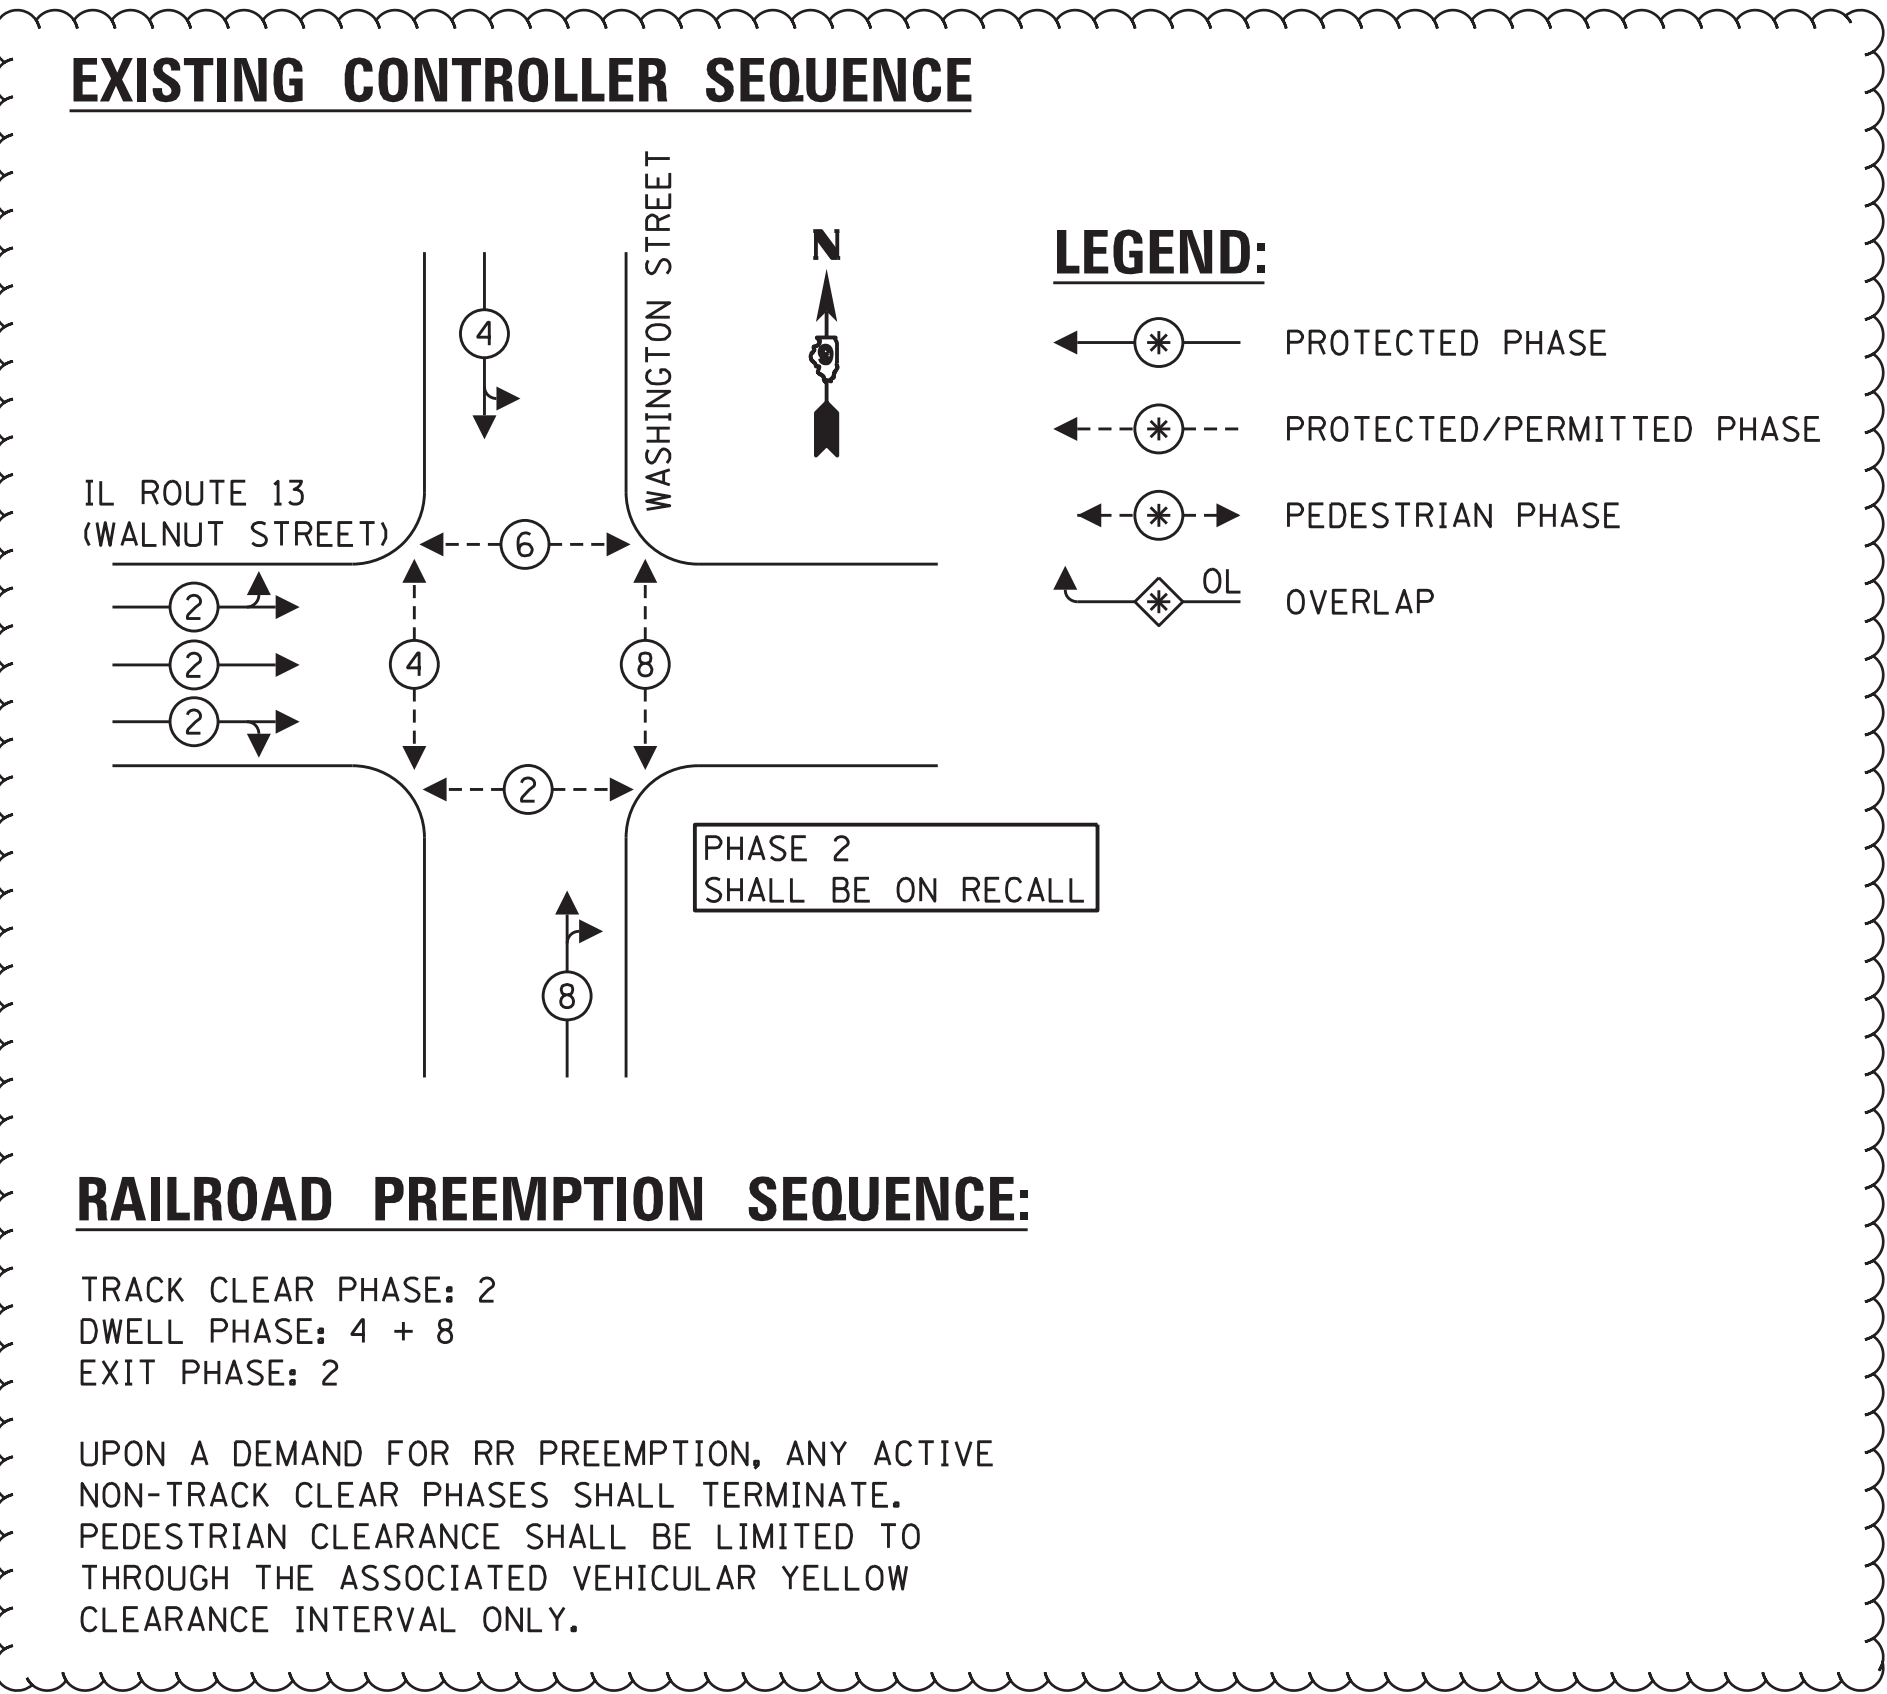 EXISTING CONTROLLER SEQUENCE
WASHINGTON STREET
N
9
4
IL ROUTE 13
(WALNUT STREET)
6
2
2
2
4
8
2
PHASE 2
SHALL BE ON RECALL
8
LEGEND:
* PROTECTED PHASE
* PROTECTED/PERMITTED PHASE
* PEDESTRIAN PHASE
* OL OVERLAP
RAILROAD PREEMPTION SEQUENCE:
TRACK CLEAR PHASE: 2
DWELL PHASE: 4 + 8
EXIT PHASE: 2
UPON A DEMAND FOR RR PREEMPTION, ANY ACTIVE
NON-TRACK CLEAR PHASES SHALL TERMINATE.
PEDESTRIAN CLEARANCE SHALL BE LIMITED TO
THROUGH THE ASSOCIATED VEHICULAR YELLOW
CLEARANCE INTERVAL ONLY.